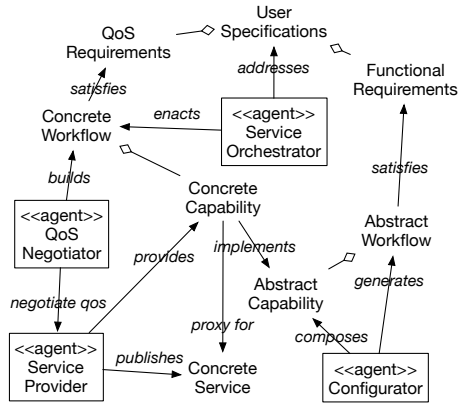 User
Specifications
QoS
Requirements
addresses
Functional
Requirements
satisfies
Concrete
Workflow
enacts
<<agent>>
Service
Orchestrator
satisfies
builds
Concrete
Capability
<<agent>>
QoS
Negotiator
provides
implements
Abstract
Workflow
generates
Abstract
Capability
negotiate qos
proxy for
composes
<<agent>>
Service
Provider
publishes
Concrete
Service
<<agent>>
Configurator